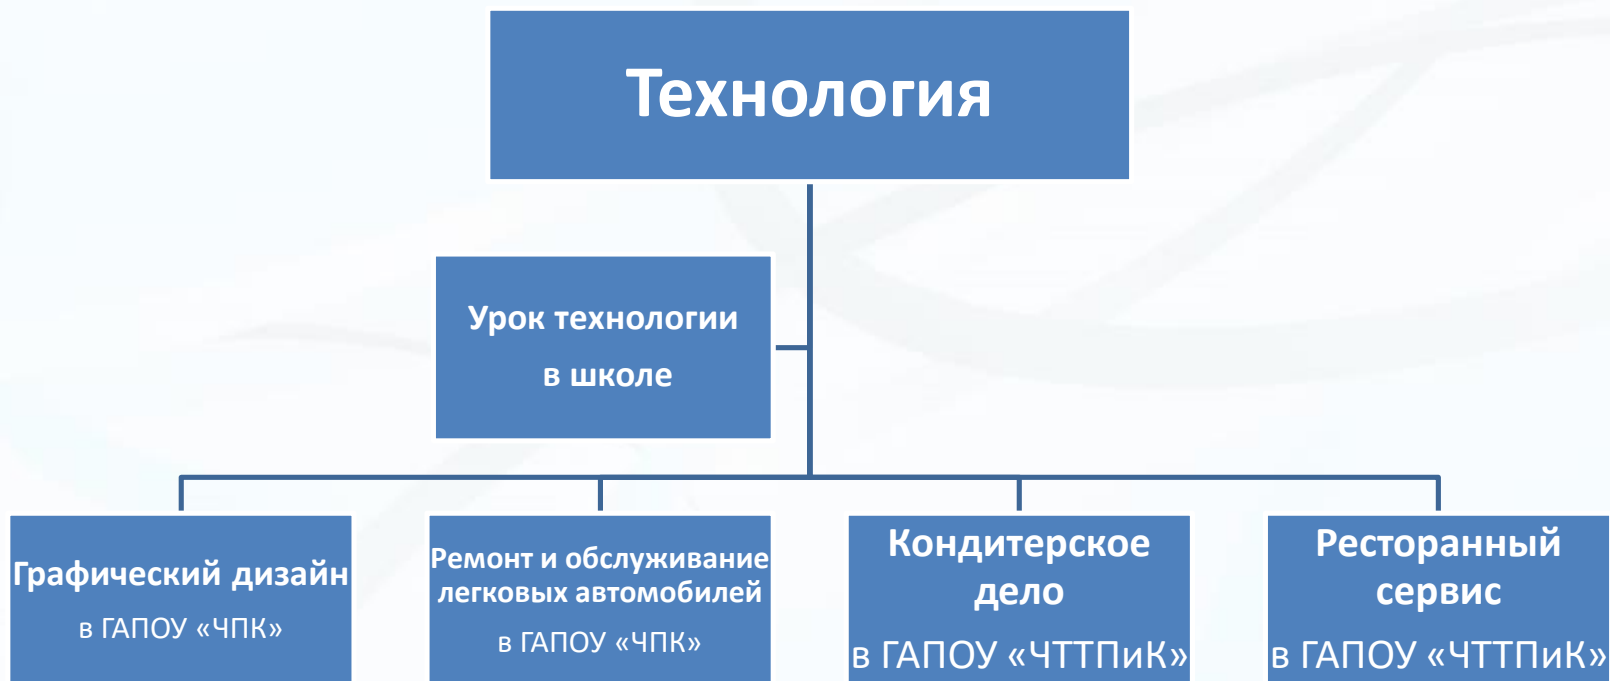 Технология
Урок технологии
в школе
Графический дизайн
в ГАПОУ «ЧПК»
Ремонт и обслуживание
легковых автомобилей
в ГАПОУ «ЧПК»
Кондитерское
дело
в ГАПОУ «ЧТТПиК»
Ресторанный
сервис
в ГАПОУ «ЧТТПиК»